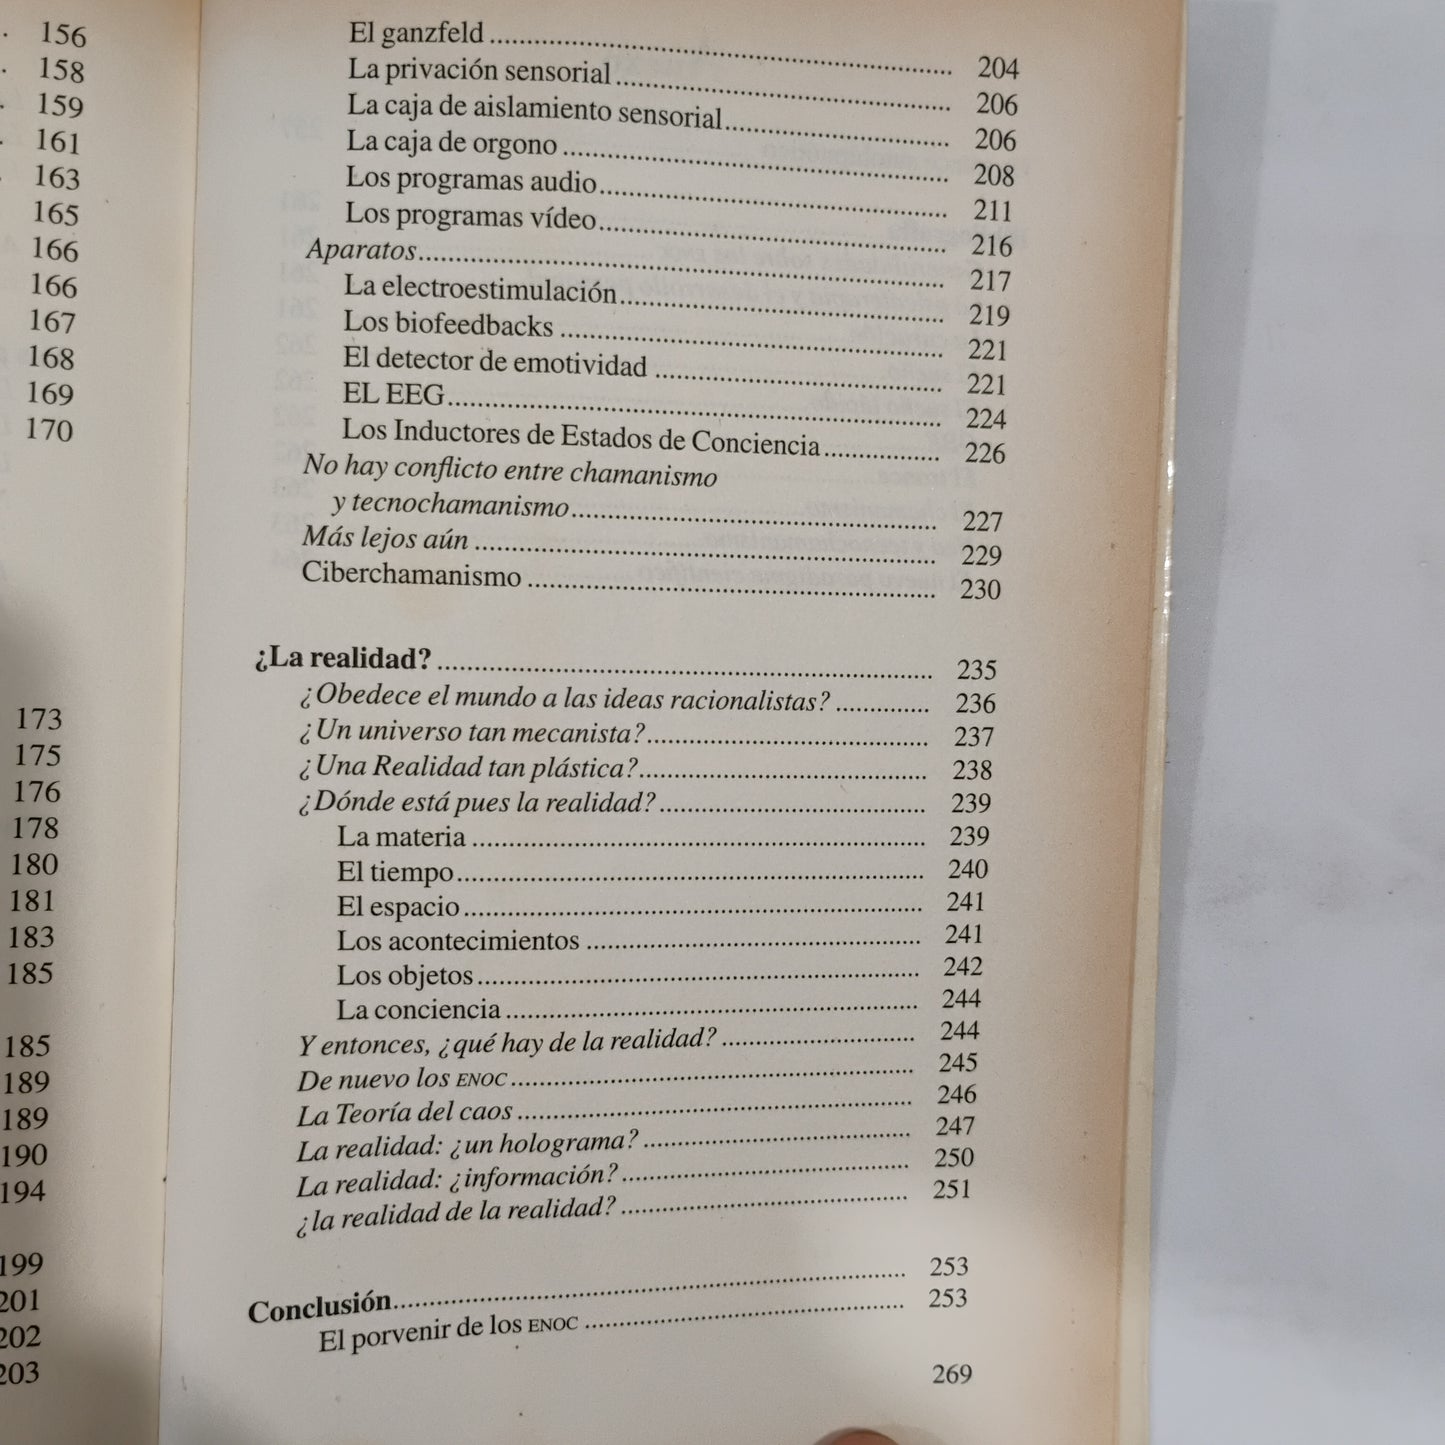 156
158
159
161
163
165
166
166
167
168
169
170
173
175
176
178
180
181
183
185
185
189
189
190
194
199
201
202
203
El ganzfeld ........ 204
La privación sensorial ........ 206
La caja de aislamiento sensorial ........ 206
La caja de orgono ........ 208
Los programas audio ........ 211
Los programas vídeo ........ 216
Aparatos ........ 217
La electroestimulación ........ 219
Los biofeedbacks ........ 221
El detector de emotividad ........ 221
EL EEG ........ 224
Los Inductores de Estados de Conciencia ........ 226
No hay conflicto entre chamanismo
y tecnochamanismo ........ 227
Más lejos aún ........ 229
Ciberchamanismo ........ 230
¿La realidad? ........ 235
¿Obedece el mundo a las ideas racionalistas? ........ 236
¿Un universo tan mecanista? ........ 237
¿Una Realidad tan plástica? ........ 238
¿Dónde está pues la realidad? ........ 239
La materia ........ 239
El tiempo ........ 240
El espacio ........ 241
Los acontecimientos ........ 241
Los objetos ........ 242
La conciencia ........ 244
Y entonces, ¿qué hay de la realidad? ........ 244
De nuevo los ENOC ........ 245
La Teoría del caos ........ 246
La realidad: ¿un holograma? ........ 247
La realidad: ¿información? ........ 250
¿la realidad de la realidad? ........ 251
Conclusión ........ 253
El porvenir de los ENOC ........ 253
269